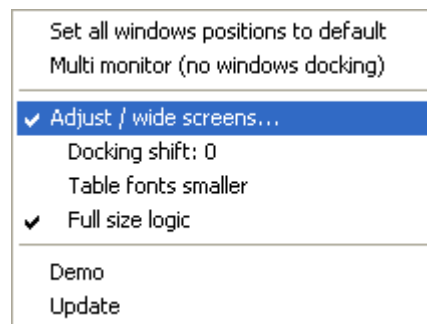 Set all windows positions to default
Multi monitor (no windows docking)
Adjust / wide screens...
Docking shift: 0
Table fonts smaller
Full size logic
Demo
Update